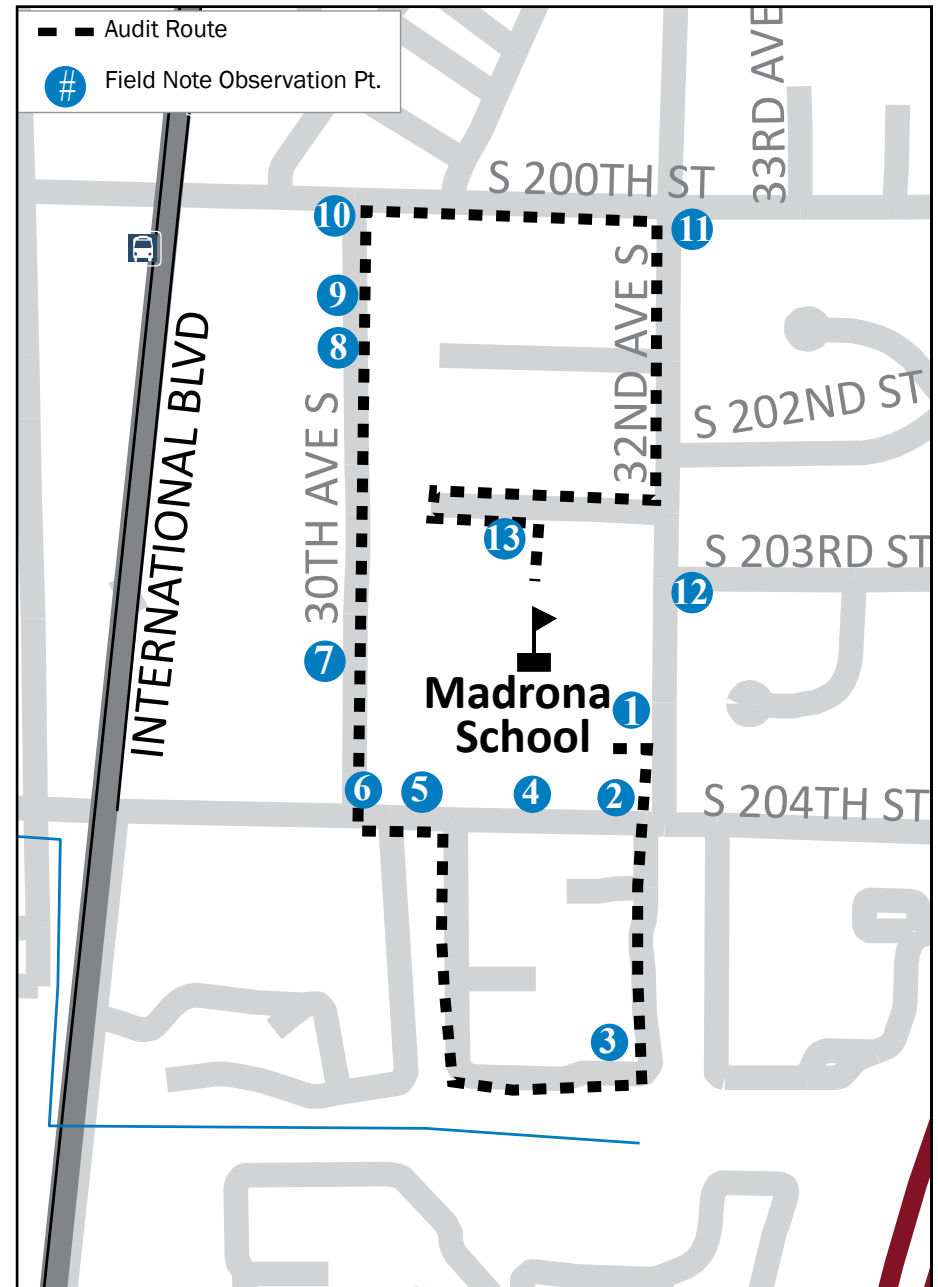 Audit Route
# Field Note Observation Pt.
33RD AVE
S 200TH ST
10
11
9
8
32ND AVE S
S 202ND ST
INTERNATIONAL BLVD
30TH AVE S
13
S 203RD ST
12
7
Madrona
School
1
6
5
4
2
S 204TH ST
3